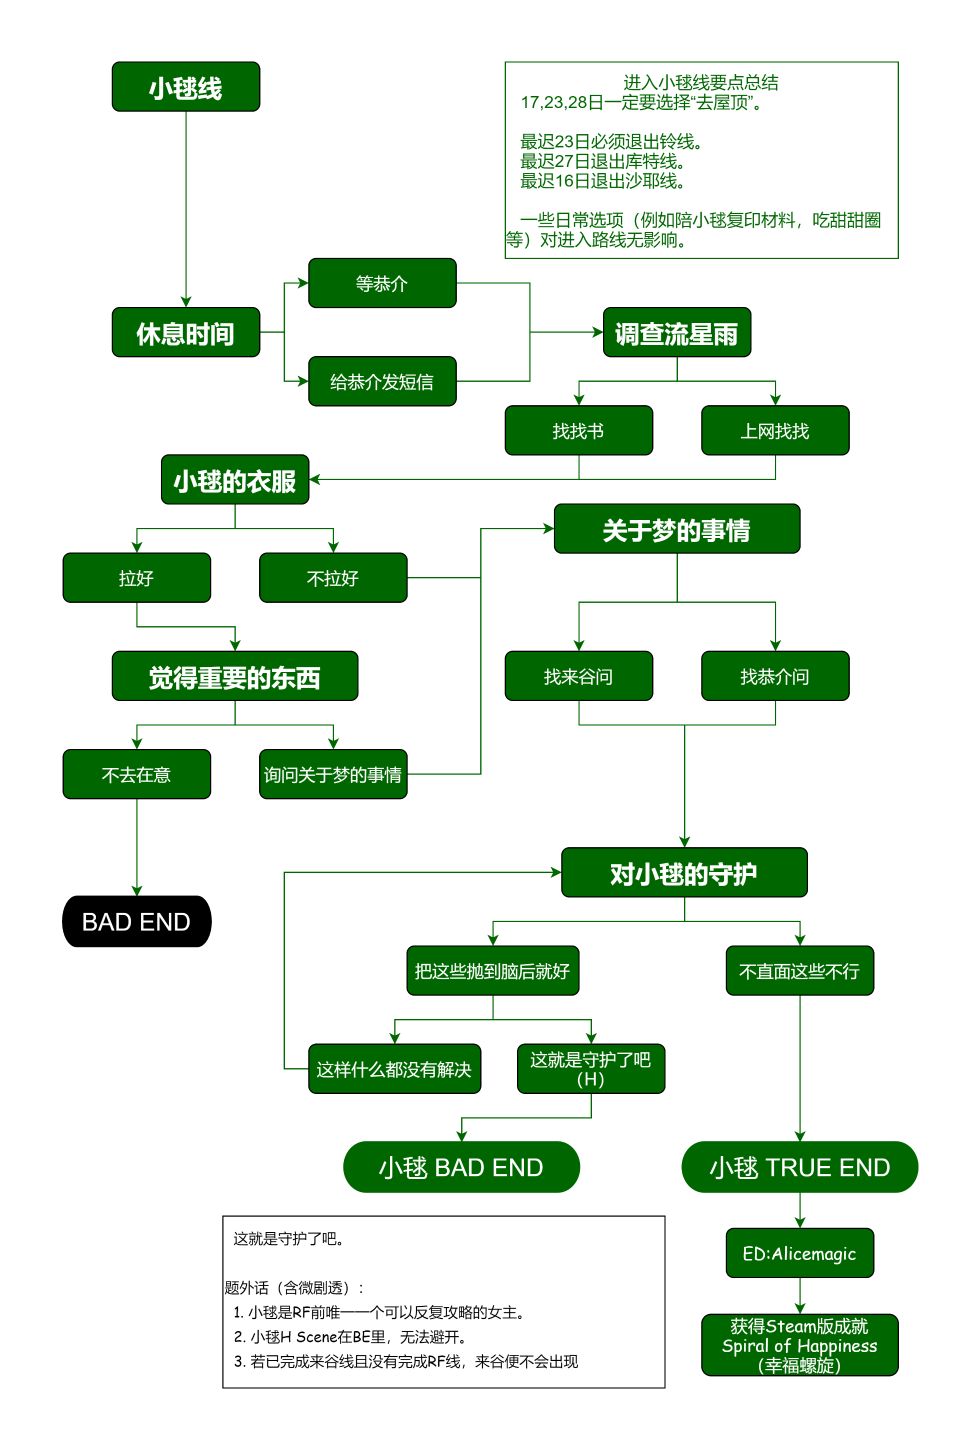 小毬线
进入小毬线要点总结
17,23,28日一定要选择“去屋顶”。
最迟23日必须退出铃线。
最迟27日退出库特线。
最迟16日退出沙耶线。
一些日常选项（例如陪小毬复印材料，吃甜甜圈
等）对进入路线无影响。
等恭介
休息时间
调查流星雨
给恭介发短信
找找书
上网找找
小毬的衣服
关于梦的事情
拉好
不拉好
觉得重要的东西
找来谷问
找恭介问
不去在意
询问关于梦的事情
对小毬的守护
BAD END
把这些抛到脑后就好
不直面这些不行
这样什么都没有解决
这就是守护了吧
（H）
小毬 BAD END
小毬 TRUE END
这就是守护了吧。
ED:Alicemagic
题外话（含微剧透）:
1. 小毬是RF前唯一一个可以反复攻略的女主。
2. 小毬H Scene在BE里，无法避开。
3. 若已完成来谷线且没有完成RF线，来谷便不会出现
获得Steam版成就
Spiral of Happiness
（幸福螺旋）